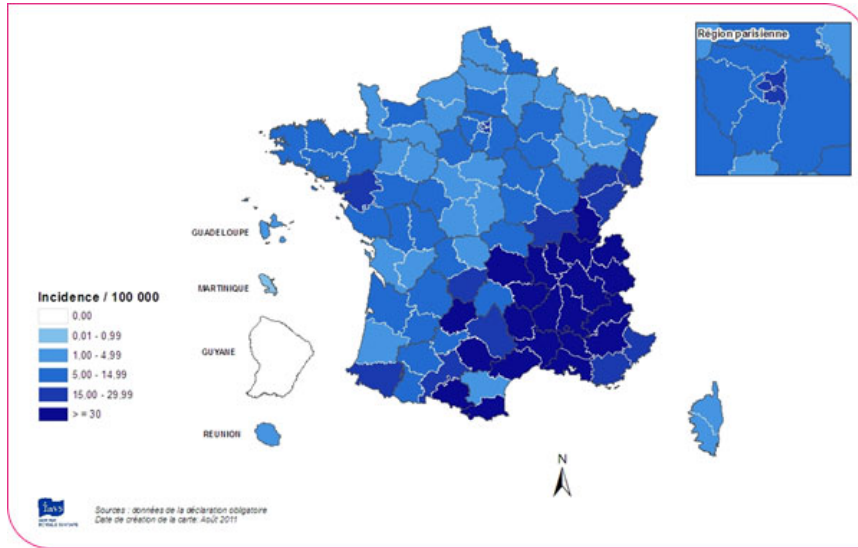 Région parisienne
GUADELOUPE
MARTINIQUE
GUYANE
REUNION
Incidence / 100 000
0,00
0,01 - 0,99
1,00 - 4,99
5,00 - 14,99
15,00 - 29,99
> = 30
N
Sources : données de la déclaration obligatoire
Date de création de la carte: Août 2011